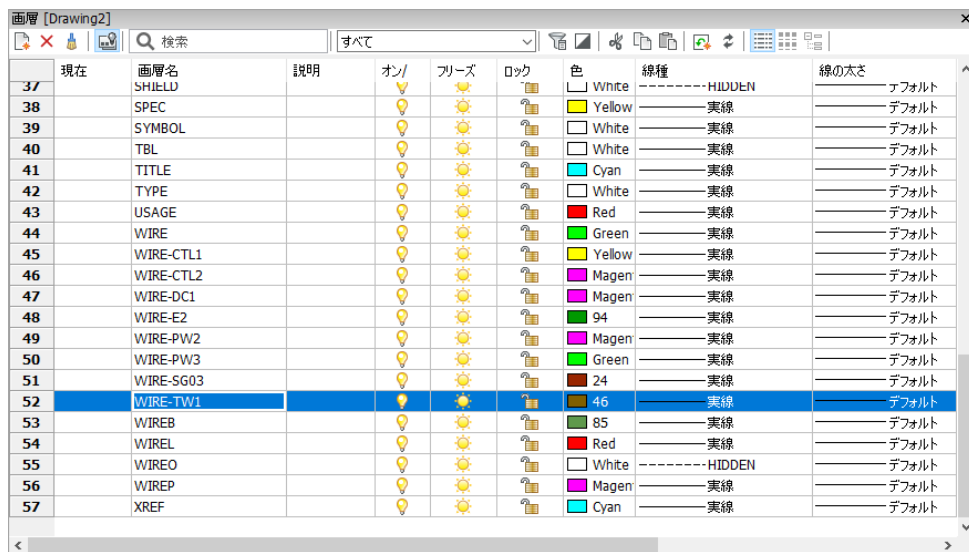 画層 [Drawing2]
検索 すべて
現在 画層名 説明 オン/ フリーズ ロック 色 線種 線の太さ
37 SHIELD White HIDDEN デフォルト
38 SPEC Yellow 実線 デフォルト
39 SYMBOL White 実線 デフォルト
40 TBL White 実線 デフォルト
41 TITLE Cyan 実線 デフォルト
42 TYPE White 実線 デフォルト
43 USAGE Red 実線 デフォルト
44 WIRE Green 実線 デフォルト
45 WIRE-CTL1 Yellow 実線 デフォルト
46 WIRE-CTL2 Magen 実線 デフォルト
47 WIRE-DC1 Magen 実線 デフォルト
48 WIRE-E2 94 実線 デフォルト
49 WIRE-PW2 Magen 実線 デフォルト
50 WIRE-PW3 Green 実線 デフォルト
51 WIRE-SG03 24 実線 デフォルト
52 WIRE-TW1 46 実線 デフォルト
53 WIREB 85 実線 デフォルト
54 WIREL Red 実線 デフォルト
55 WIREO White HIDDEN デフォルト
56 WIREP Magen 実線 デフォルト
57 XREF Cyan 実線 デフォルト